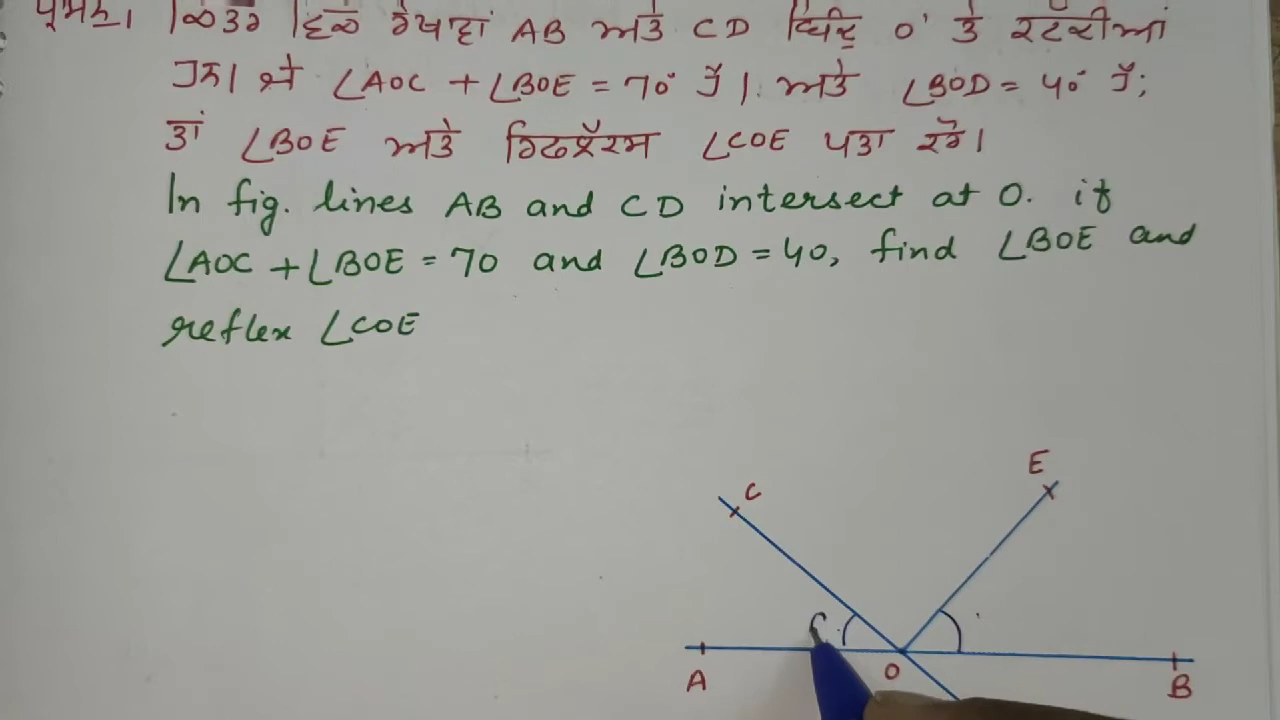 ਪ੍ਰਸ਼ਨ। ਚਿੱਤਰ ਵਿੱਚ ਰੇਖਾਵਾਂ AB ਅਤੇ CD ਬਿੰਦੂ O' ਤੇ ਕਟਦੀਆਂ
ਹਨ। ਜੇ ∠AOC + ∠BOE = 70° ਹੈ। ਅਤੇ ∠BOD = 40° ਹੈ;
ਤਾਂ ∠BOE ਅਤੇ ਰਿਫਲੈਕਸ ∠COE ਪਤਾ ਕਰੋ।
In fig. lines AB and CD intersect at O. if
∠AOC + ∠BOE = 70 and ∠BOD = 40, find ∠BOE and
reflex ∠COE
E
C
A
O
B